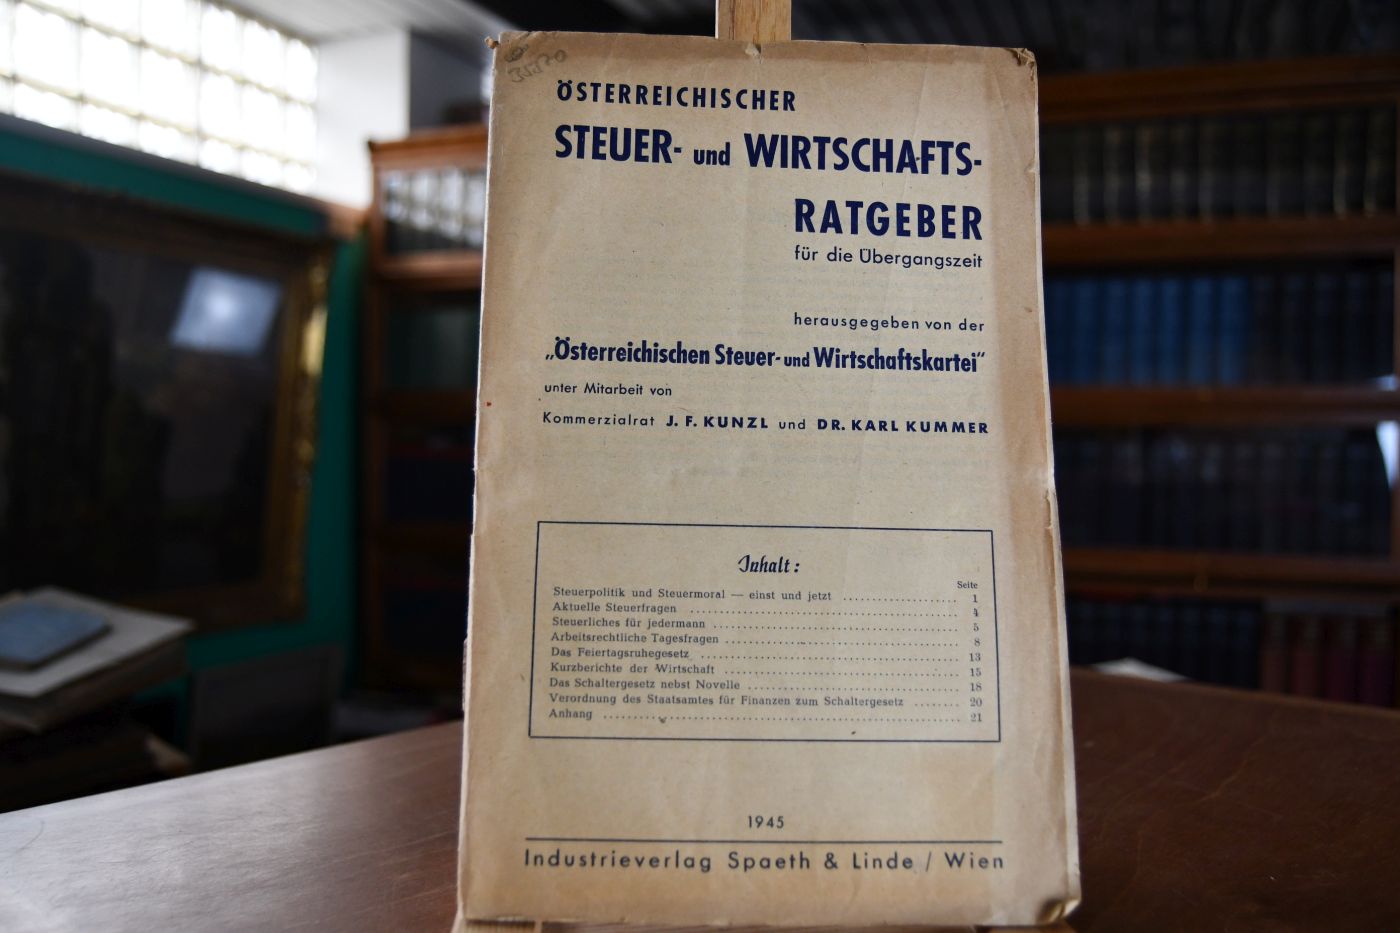 ÖSTERREICHISCHER
STEUER- und WIRTSCHAFTS-
RATGEBER
für die Übergangszeit
herausgegeben von der
„Österreichischen Steuer- und Wirtschaftskartei"
unter Mitarbeit von
Kommerzialrat J. F. KUNZL und DR. KARL KUMMER
Inhalt:
Seite
Steuerpolitik und Steuermoral — einst und jetzt .................... 1
Aktuelle Steuerfragen .................... 4
Steuerliches für jedermann .................... 5
Arbeitsrechtliche Tagesfragen .................... 8
Das Feiertagsruhegesetz .................... 13
Kurzberichte der Wirtschaft .................... 15
Das Schaltergesetz nebst Novelle .................... 18
Verordnung des Staatsamtes für Finanzen zum Schaltergesetz ........ 20
Anhang .................... 21
1945
Industrieverlag Spaeth & Linde / Wien